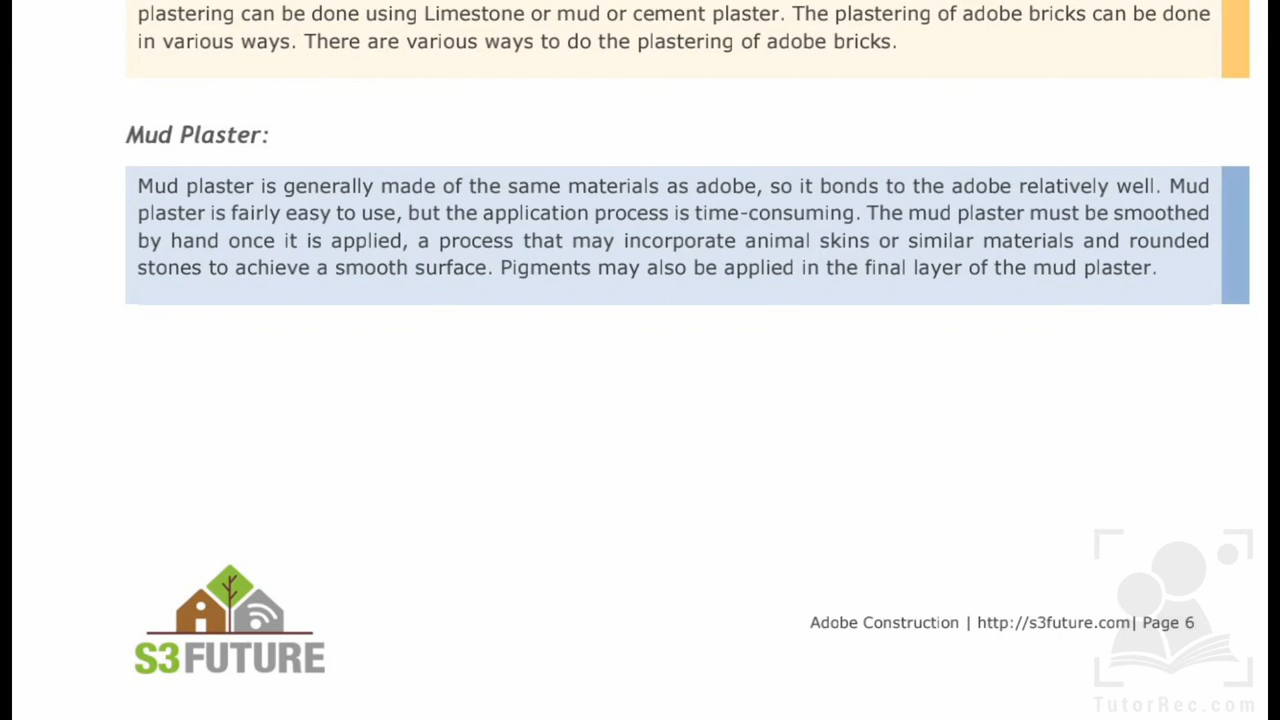 plastering can be done using Limestone or mud or cement plaster. The plastering of adobe bricks can be done
in various ways. There are various ways to do the plastering of adobe bricks.
Mud Plaster:
Mud plaster is generally made of the same materials as adobe, so it bonds to the adobe relatively well. Mud
plaster is fairly easy to use, but the application process is time-consuming. The mud plaster must be smoothed
by hand once it is applied, a process that may incorporate animal skins or similar materials and rounded
stones to achieve a smooth surface. Pigments may also be applied in the final layer of the mud plaster.
Adobe Construction | http://s3future.com| Page 6
S3FUTURE
TutorRec.com